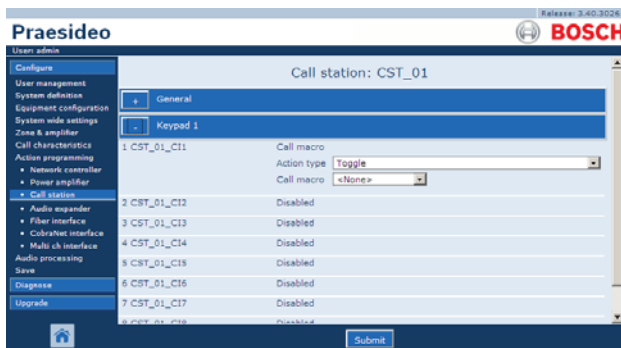 Release: 3.40.3026
Praesideo
BOSCH
User: admin
Configure
User management
System definition
Equipment configuration
System wide settings
Zone & amplifier
Call characteristics
Action programming
• Network controller
• Power amplifier
• Call station
• Audio expander
• Fiber interface
• CobraNet interface
• Multi ch interface
Audio processing
Save
Diagnose
Upgrade
Call station: CST_01
+ General
- Keypad 1
1 CST_01_CI1 Call macro
Action type Toggle
Call macro <None>
2 CST_01_CI2 Disabled
3 CST_01_CI3 Disabled
4 CST_01_CI4 Disabled
5 CST_01_CI5 Disabled
6 CST_01_CI6 Disabled
7 CST_01_CI7 Disabled
8 CST_01_CI8 Disabled
Submit